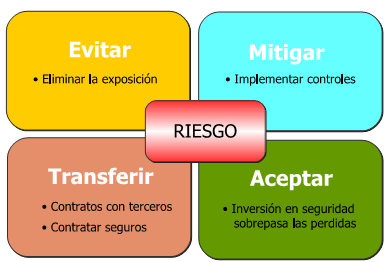 Evitar
• Eliminar la exposición
Mitigar
• Implementar controles
RIESGO
Transferir
• Contratos con terceros
• Contratar seguros
Aceptar
• Inversión en seguridad
sobrepasa las perdidas